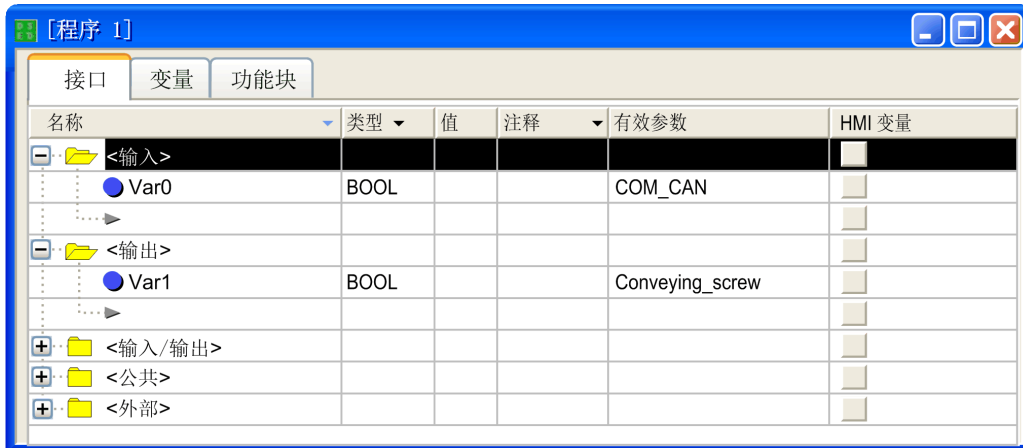 [程序 1]
接口 变量 功能块
名称 类型 值 注释 有效参数 HMI 变量
<输入>
Var0 BOOL COM_CAN
<输出>
Var1 BOOL Conveying_screw
<输入/输出>
<公共>
<外部>